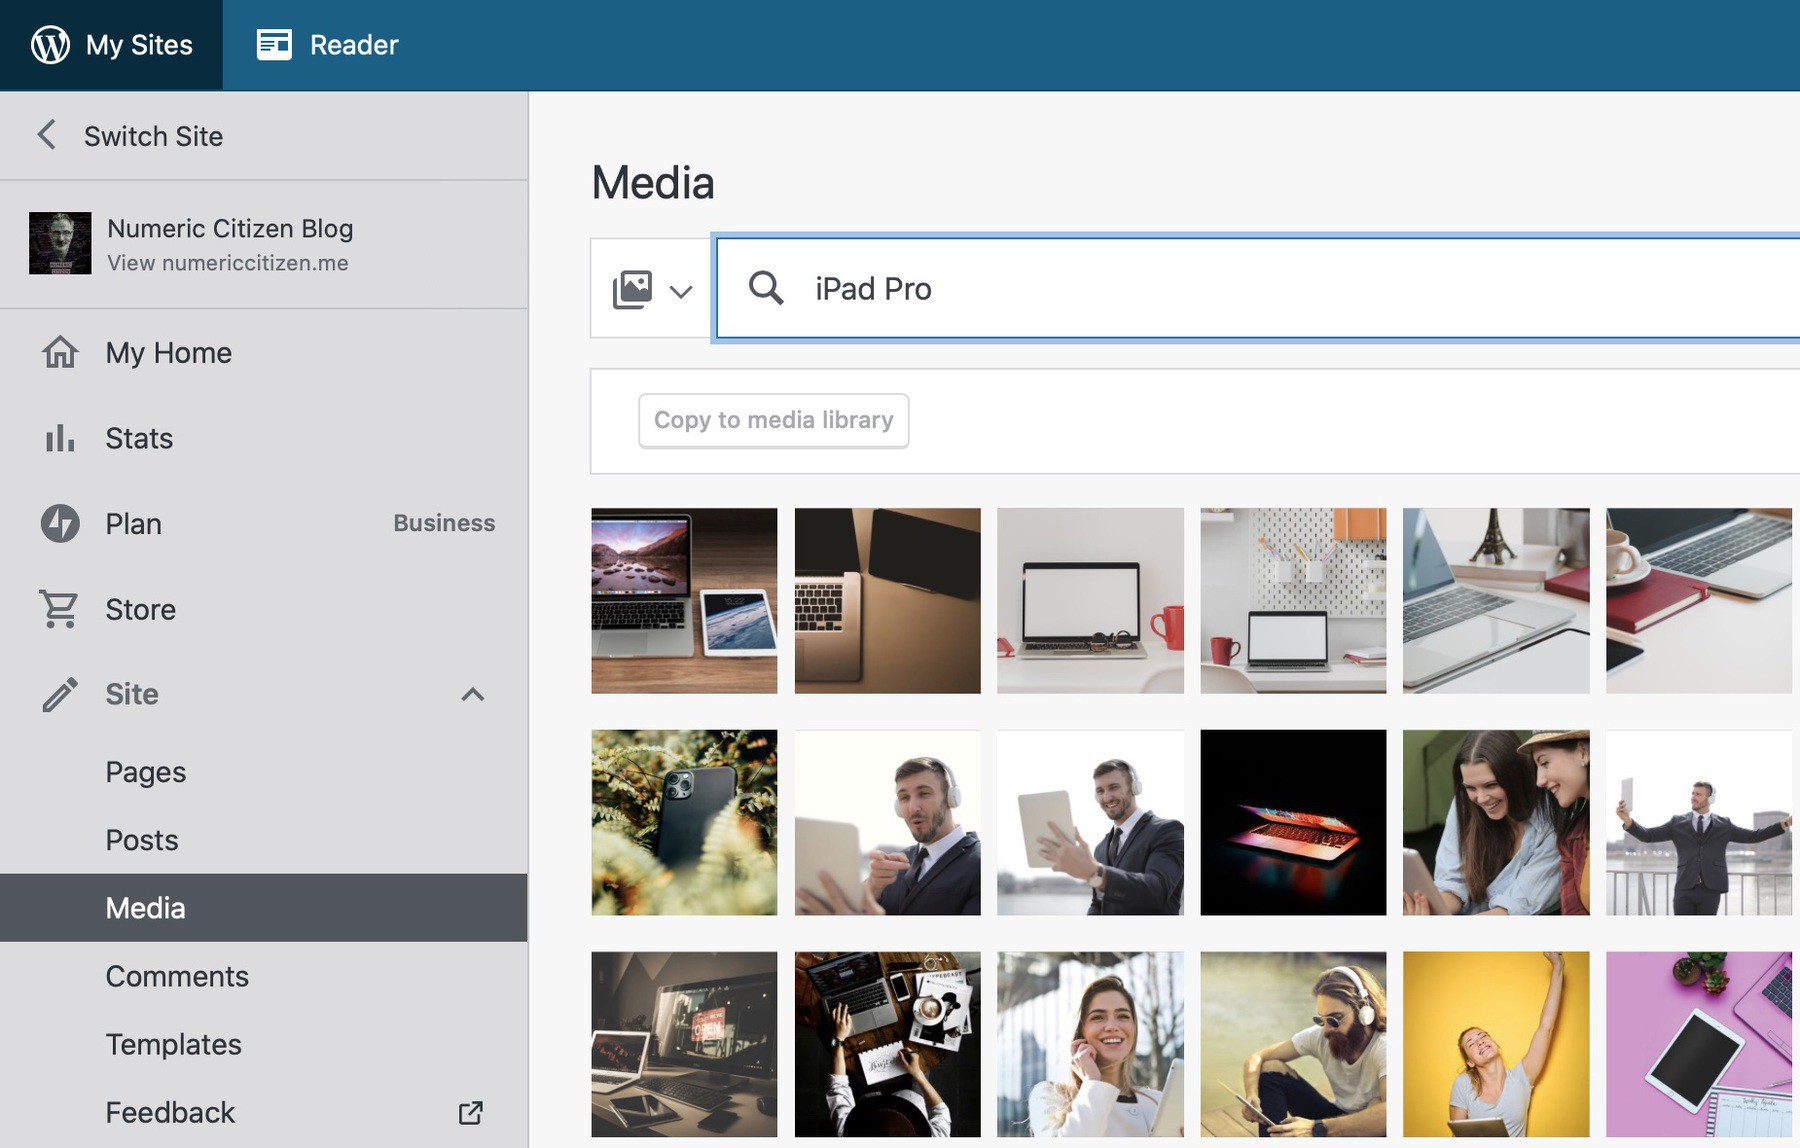 My Sites
Reader
Switch Site
Numeric Citizen Blog
View numericcitizen.me
My Home
Stats
Plan
Business
Store
Site
Pages
Posts
Media
Comments
Templates
Feedback
Media
iPad Pro
Copy to media library
HYPEBEAST